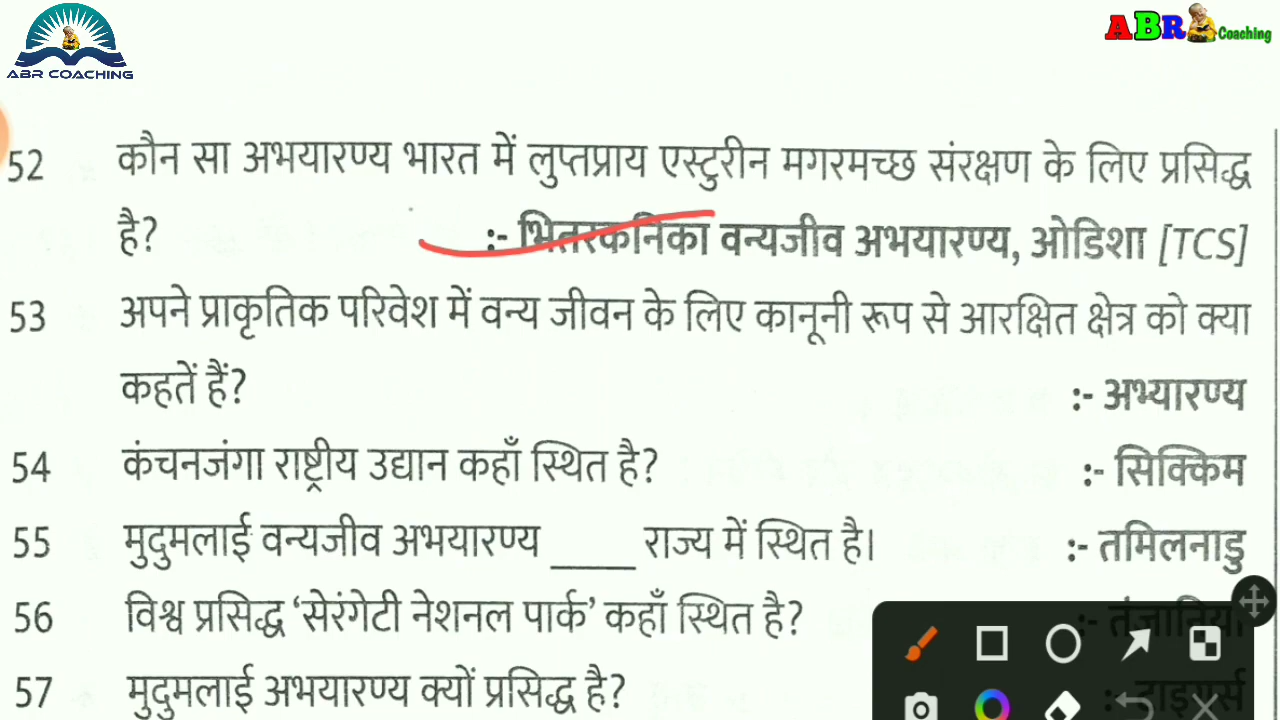 ABR COACHING
ABR Coaching
52 कौन सा अभयारण्य भारत में लुप्तप्राय एस्टुरीन मगरमच्छ संरक्षण के लिए प्रसिद्ध
है? :- भितरकनिका वन्यजीव अभयारण्य, ओडिशा [TCS]
53 अपने प्राकृतिक परिवेश में वन्य जीवन के लिए कानूनी रूप से आरक्षित क्षेत्र को क्या
कहतें हैं? :- अभ्यारण्य
54 कंचनजंगा राष्ट्रीय उद्यान कहाँ स्थित है? :- सिक्किम
55 मुदुमलाई वन्यजीव अभयारण्य ____ राज्य में स्थित है। :- तमिलनाडु
56 विश्व प्रसिद्ध ‘सेरंगेटी नेशनल पार्क’ कहाँ स्थित है? :- तंजानिया
57 मुदुमलाई अभयारण्य क्यों प्रसिद्ध है? :- टाइगर्स